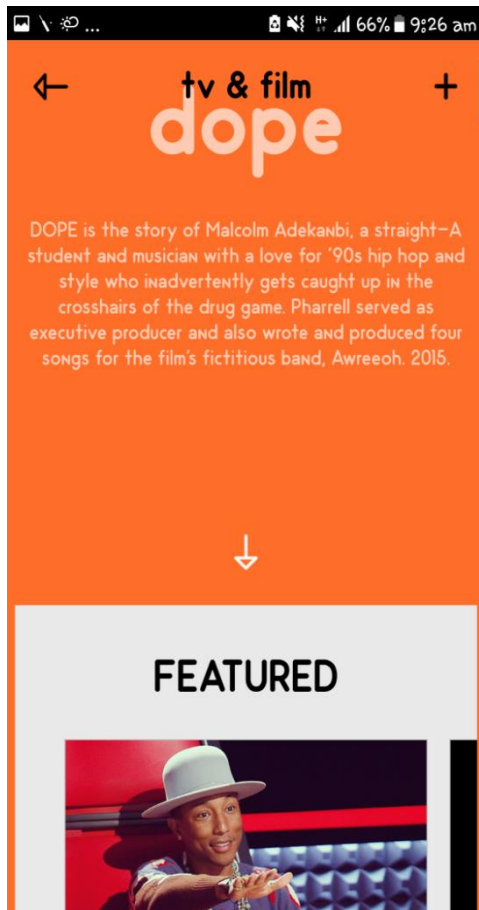 ... H+ 66% 9:26 am
tv & film
dope
DOPE is the story of Malcolm Adekanbi, a straight-A
student and musician with a love for '90s hip hop and
style who inadvertently gets caught up in the
crosshairs of the drug game. Pharrell served as
executive producer and also wrote and produced four
songs for the film's fictitious band, Awreeoh. 2015.
FEATURED